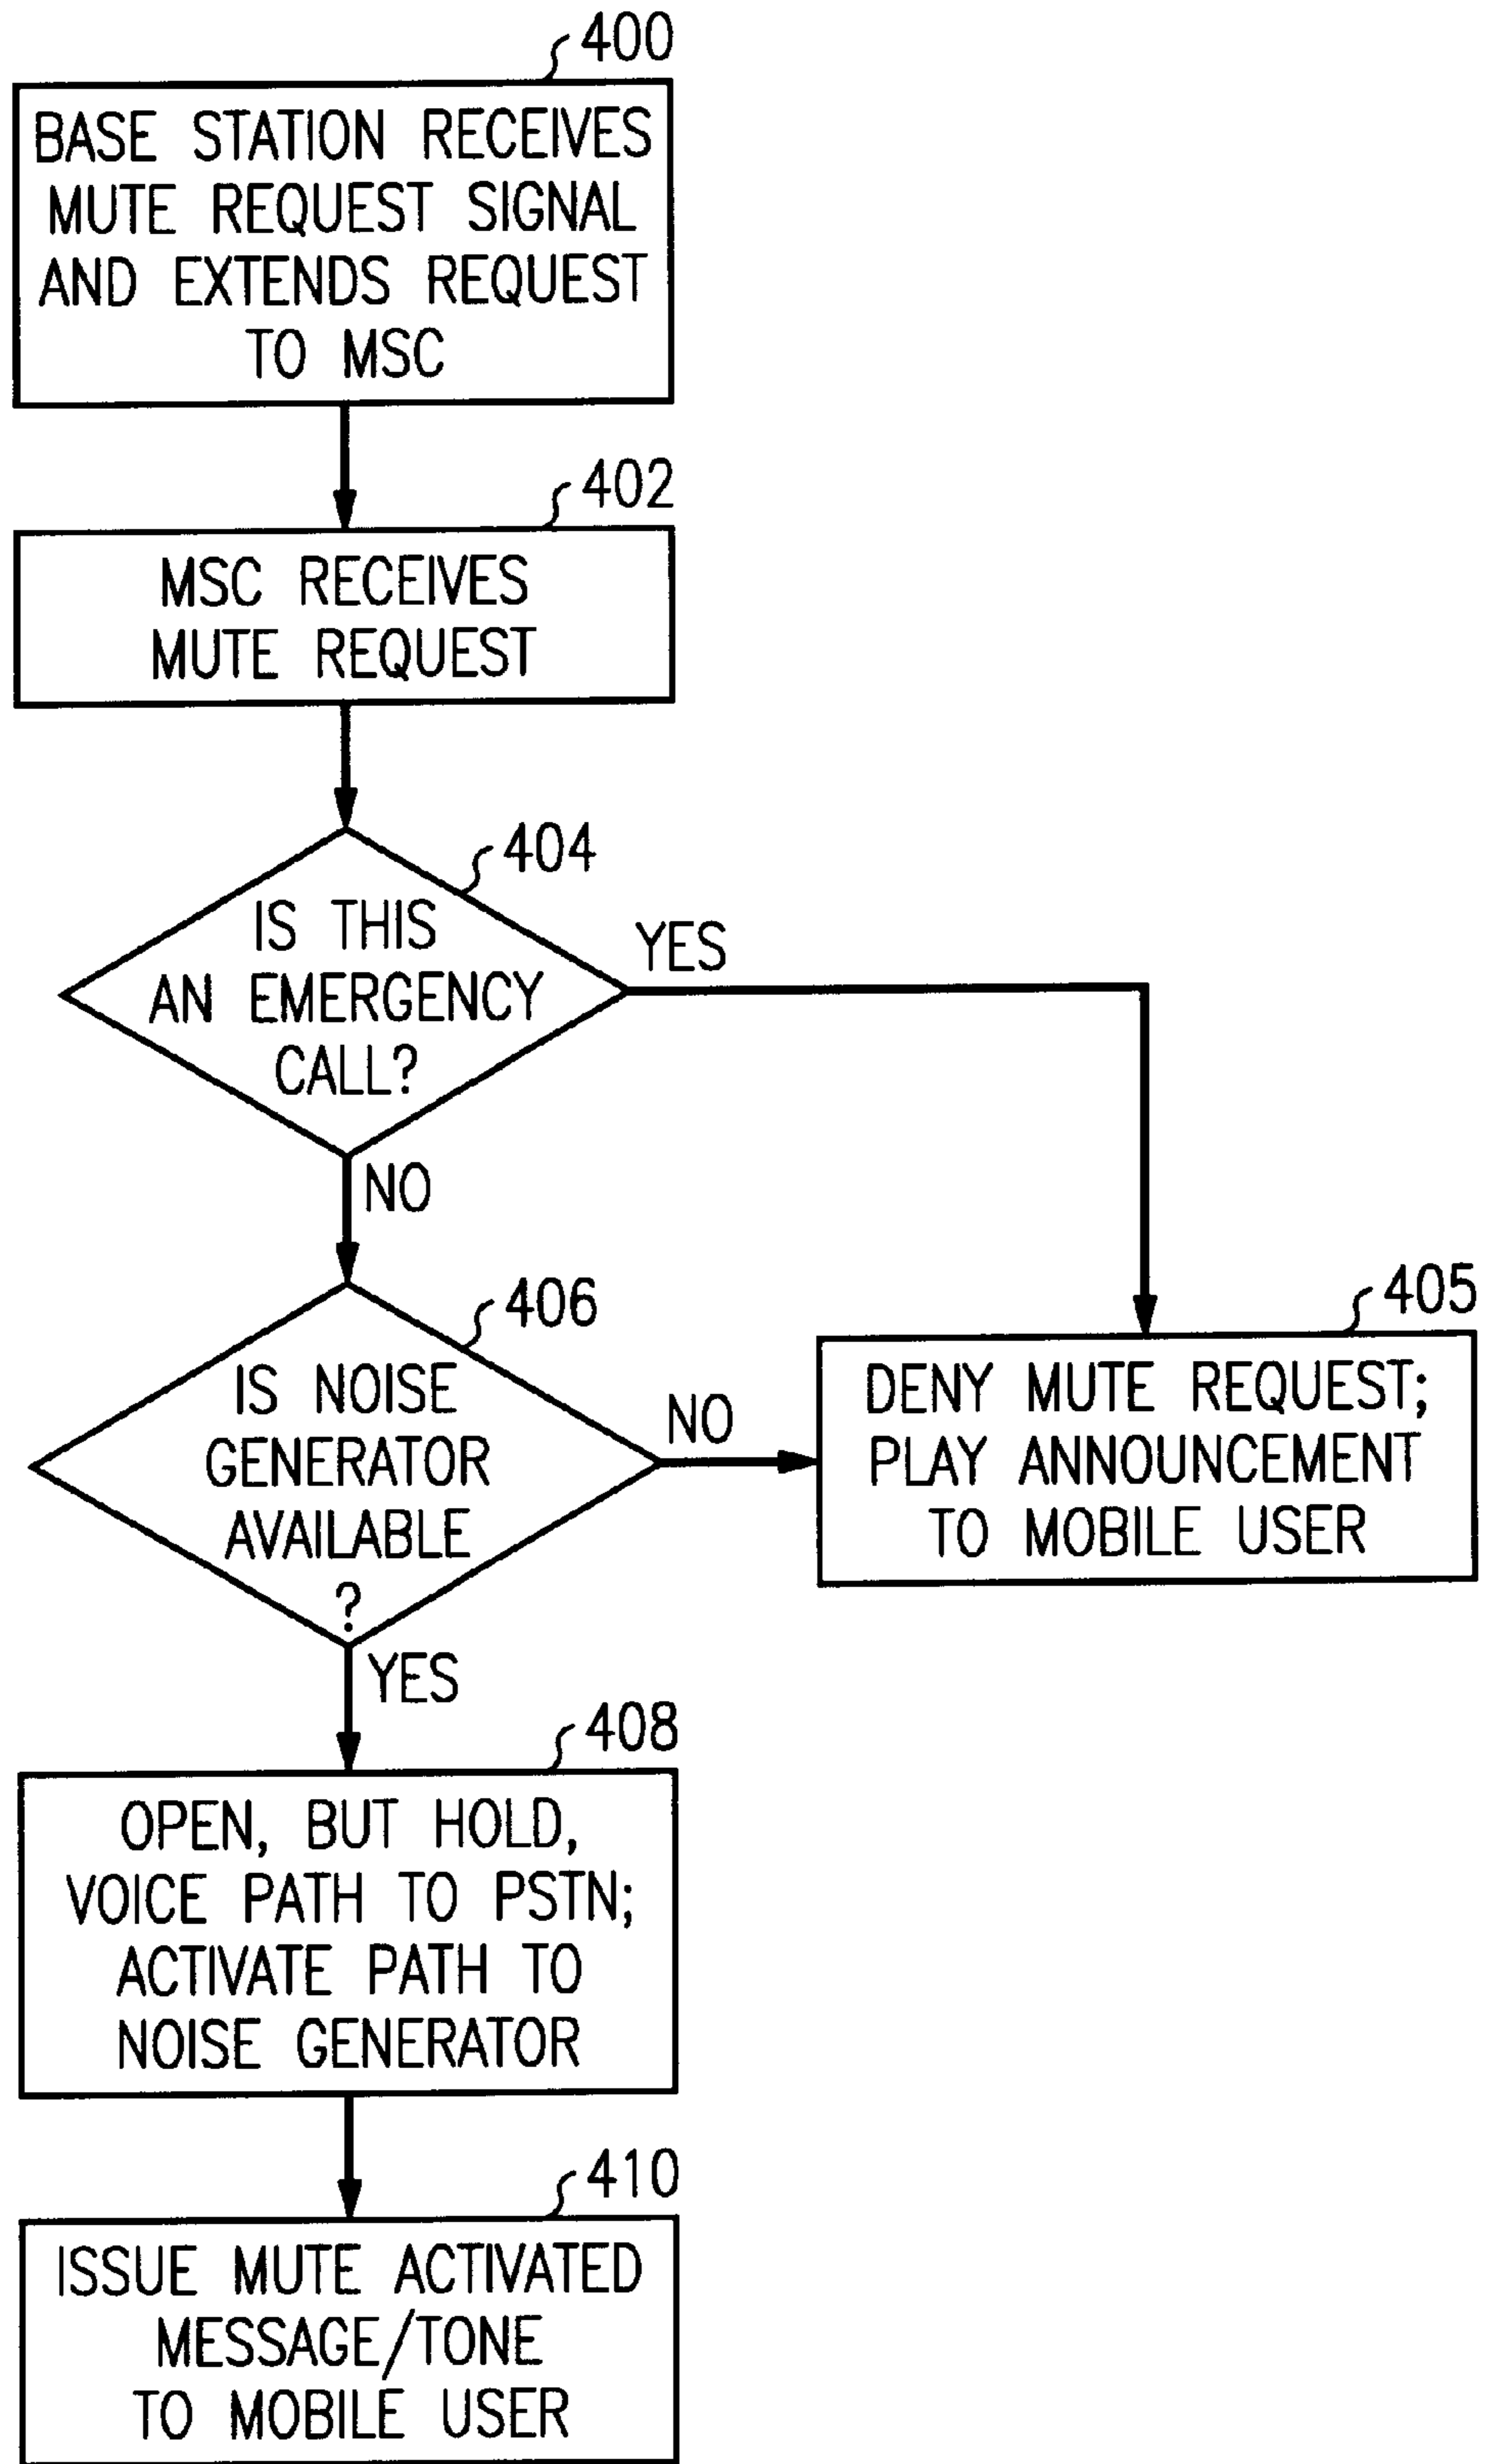 400
BASE STATION RECEIVES
MUTE REQUEST SIGNAL
AND EXTENDS REQUEST
TO MSC
402
MSC RECEIVES
MUTE REQUEST
404
IS THIS
AN EMERGENCY
CALL?
YES
NO
406
IS NOISE
GENERATOR
AVAILABLE
?
NO
YES
405
DENY MUTE REQUEST;
PLAY ANNOUNCEMENT
TO MOBILE USER
408
OPEN, BUT HOLD,
VOICE PATH TO PSTN;
ACTIVATE PATH TO
NOISE GENERATOR
410
ISSUE MUTE ACTIVATED
MESSAGE/TONE
TO MOBILE USER